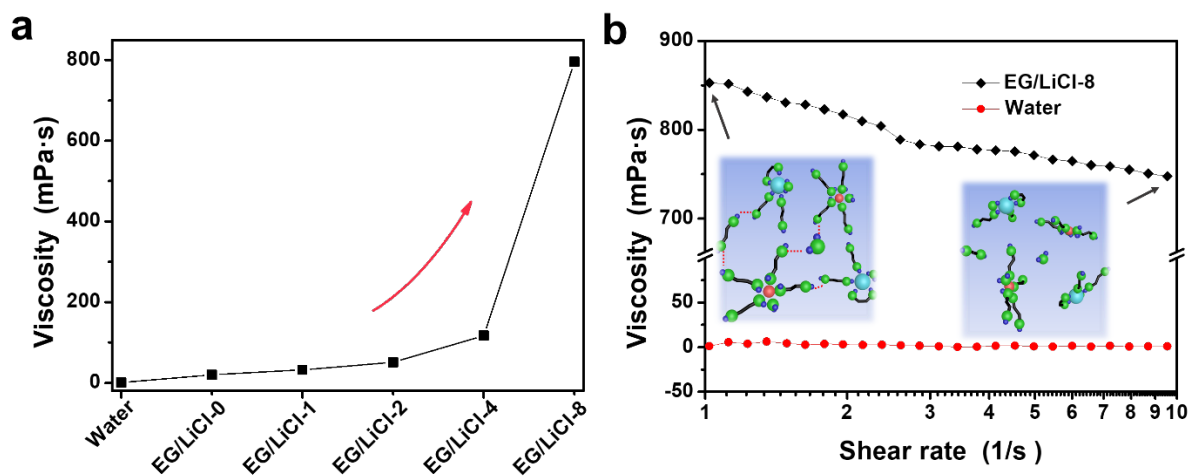 a
Viscosity (mPa·s)
800
600
400
200
0
Water
EG/LiCl-0
EG/LiCl-1
EG/LiCl-2
EG/LiCl-4
EG/LiCl-8
b
Viscosity (mPa·s)
900
800
700
50
0
-50
EG/LiCl-8
Water
1
2
3
4
5
6
7
8
9
10
Shear rate (1/s)